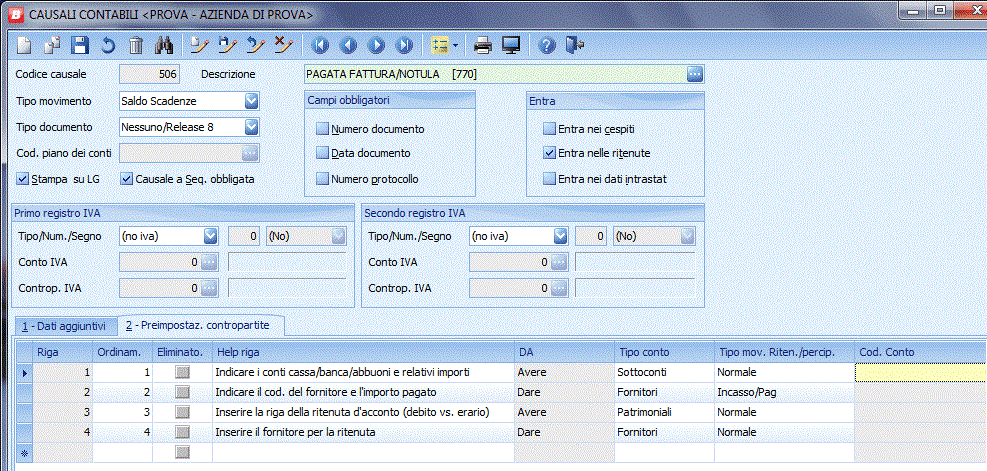 B CAUSALI CONTABILI <PROVA - AZIENDA DI PROVA>
Codice causale 506 Descrizione PAGATA FATTURA/NOTULA [770]
Tipo movimento Saldo Scadenze
Tipo documento Nessuno/Release 8
Cod. piano dei conti
Stampa su LG Causale a Seq. obbligata
Campi obbligatori
Numero documento
Data documento
Numero protocollo
Entra
Entra nei cespiti
Entra nelle ritenute
Entra nei dati intrastat
Primo registro IVA
Tipo/Num./Segno (no iva) 0 (No)
Conto IVA 0
Controp. IVA 0
Secondo registro IVA
Tipo/Num./Segno (no iva) 0 (No)
Conto IVA 0
Controp. IVA 0
1 - Dati aggiuntivi 2 - Preimpostaz. contropartite
Riga Ordinam. Eliminato. Help riga DA Tipo conto Tipo mov. Riten./percip. Cod. Conto
1 1 Indicare i conti cassa/banca/abbuoni e relativi importi Avere Sottoconti Normale
2 2 Indicare il cod. del fornitore e l'importo pagato Dare Fornitori Incasso/Pag
3 3 Inserire la riga della ritenuta d'acconto (debito vs. erario) Avere Patrimoniali Normale
4 4 Inserire il fornitore per la ritenuta Dare Fornitori Normale